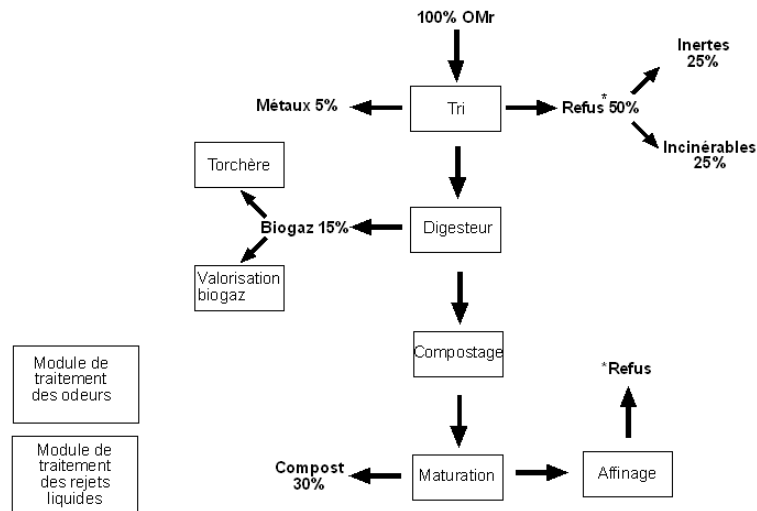 100% OMr
Inertes
25%
Métaux 5%
Tri
Refus* 50%
Incinérables
25%
Torchère
Biogaz 15%
Digesteur
Valorisation
biogaz
Compostage
Module de
traitement
des odeurs
*Refus
Module de
traitement
des rejets
liquides
Compost
30%
Maturation
Affinage